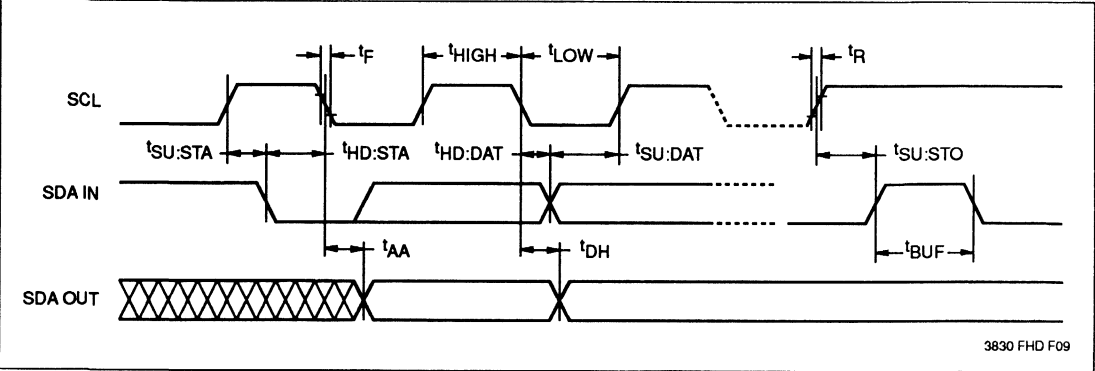 tF
tHIGH
tLOW
tR
SCL
tSU:STA
tHD:STA
tHD:DAT
tSU:DAT
tSU:STO
SDA IN
tAA
tDH
tBUF
SDA OUT
3830 FHD F09